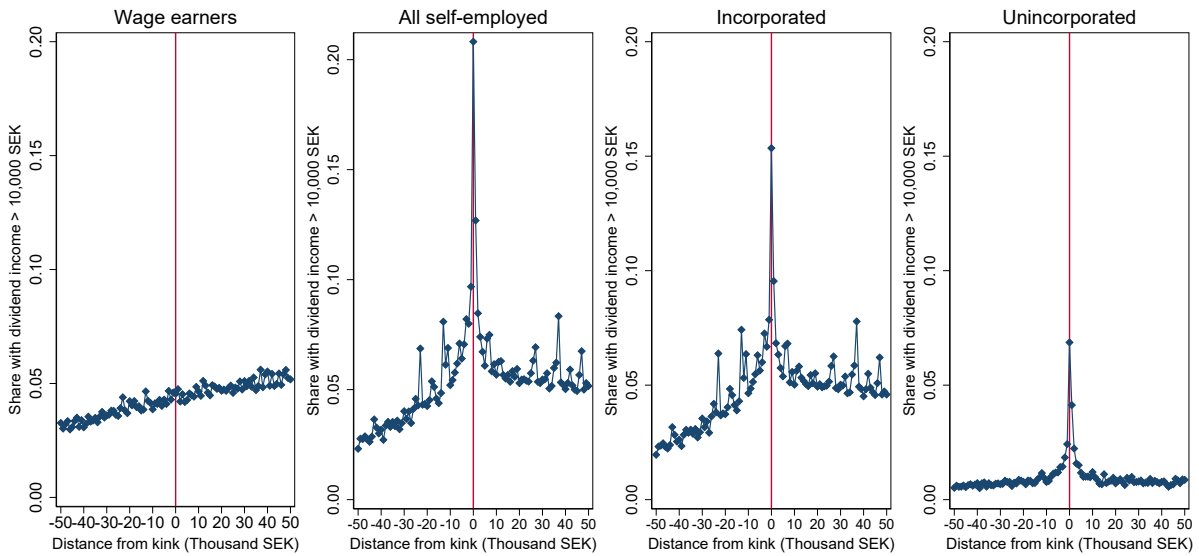 Wage earners
Share with dividend income > 10,000 SEK
0.20
0.15
0.10
0.05
0.00
-50 -40 -30 -20 -10 0 10 20 30 40 50
Distance from kink (Thousand SEK)
All self-employed
Share with dividend income > 10,000 SEK
0.20
0.15
0.10
0.05
0.00
-50 -40 -30 -20 -10 0 10 20 30 40 50
Distance from kink (Thousand SEK)
Incorporated
Share with dividend income > 10,000 SEK
0.20
0.15
0.10
0.05
0.00
-50 -40 -30 -20 -10 0 10 20 30 40 50
Distance from kink (Thousand SEK)
Unincorporated
Share with dividend income > 10,000 SEK
0.20
0.15
0.10
0.05
0.00
-50 -40 -30 -20 -10 0 10 20 30 40 50
Distance from kink (Thousand SEK)